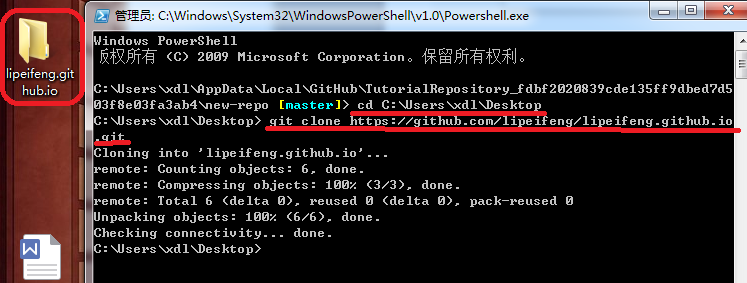 lipeifeng.git
hub.io
管理员: C:\Windows\System32\WindowsPowerShell\v1.0\Powershell.exe
Windows PowerShell
版权所有 (C) 2009 Microsoft Corporation。保留所有权利。
C:\Users\xdl\AppData\Local\GitHub\TutorialRepository_fdbf2020839cde135ff9dbed7d5
03f8e03fa3ab4\new-repo [master]> cd C:\Users\xdl\Desktop
C:\Users\xdl\Desktop> git clone https://github.com/lipeifeng/lipeifeng.github.io
.git
Cloning into 'lipeifeng.github.io'...
remote: Counting objects: 6, done.
remote: Compressing objects: 100% (3/3), done.
remote: Total 6 (delta 0), reused 0 (delta 0), pack-reused 0
Unpacking objects: 100% (6/6), done.
Checking connectivity... done.
C:\Users\xdl\Desktop>
W